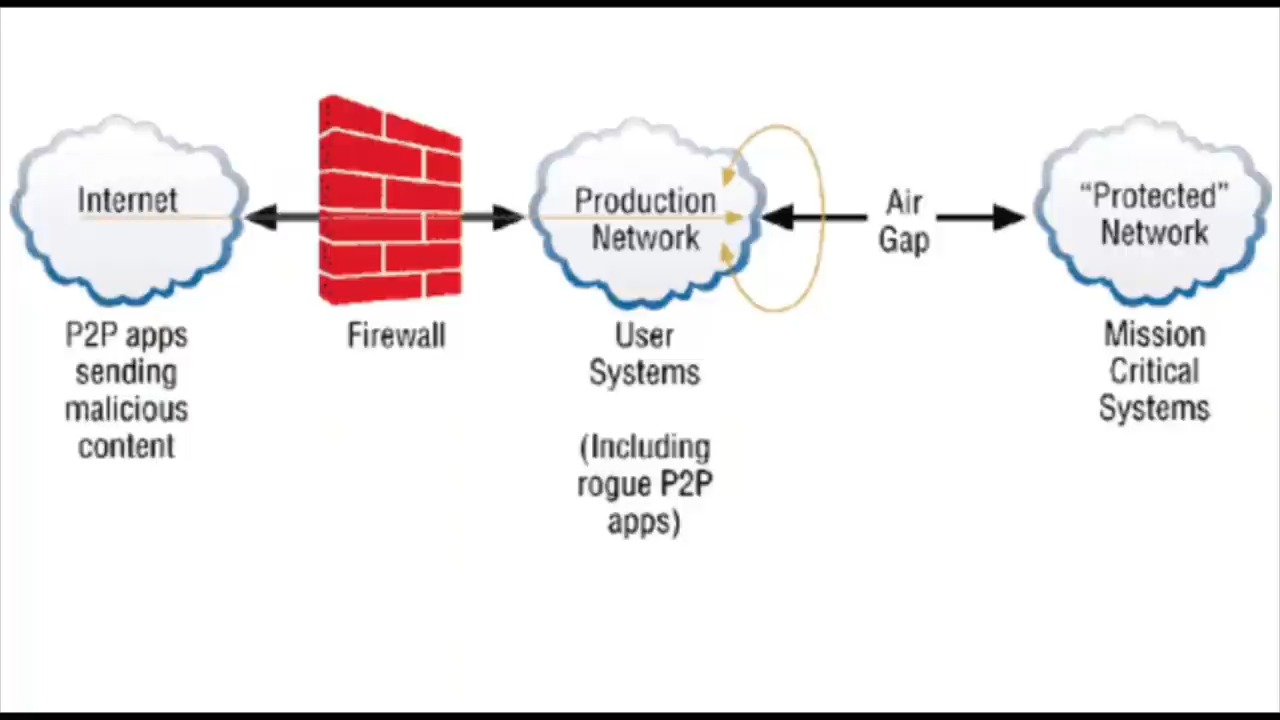 Internet
P2P apps
sending
malicious
content
Firewall
Production
Network
User
Systems
(Including
rogue P2P
apps)
Air
Gap
“Protected”
Network
Mission
Critical
Systems